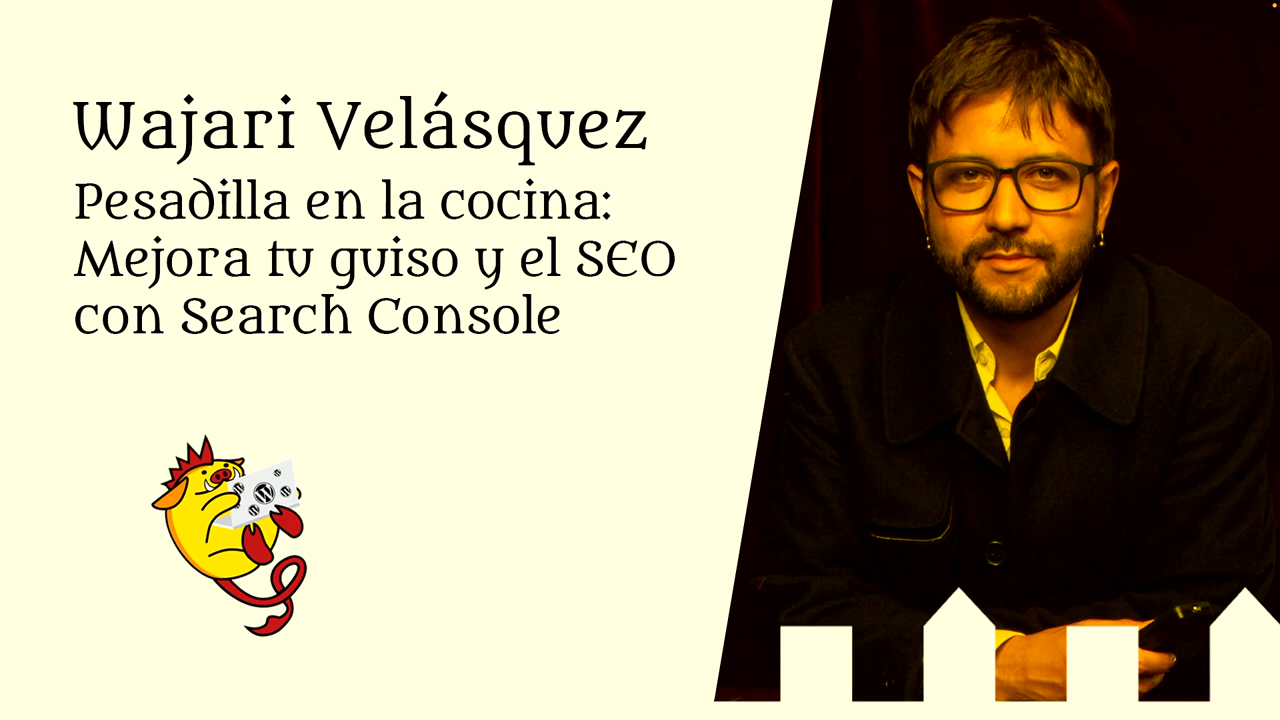 Wajari Velásquez
Pesadilla en la cocina:
Mejora tu guiso y el SEO
con Search Console